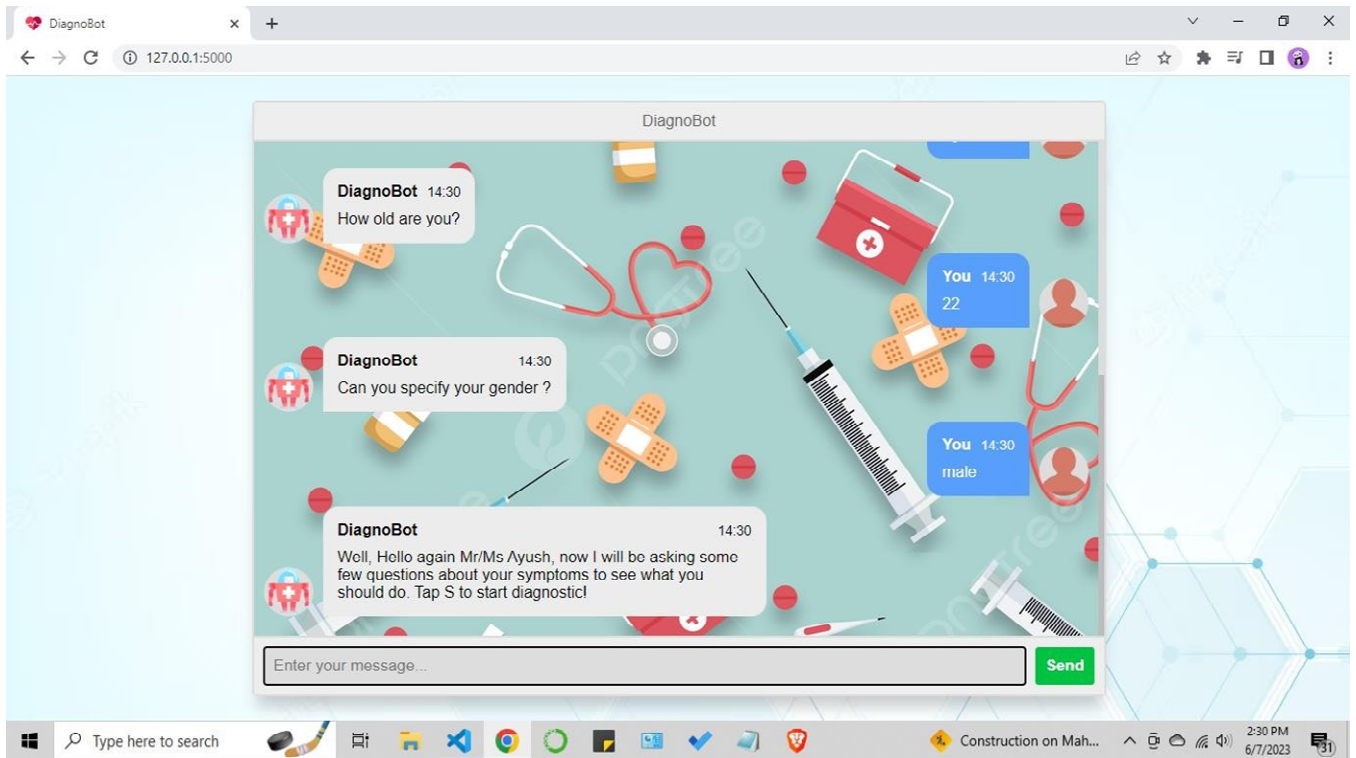 DiagnoBot
127.0.0.1:5000
DiagnoBot
DiagnoBot 14:30
How old are you?
You 14:30
22
DiagnoBot 14:30
Can you specify your gender ?
You 14:30
male
DiagnoBot 14:30
Well, Hello again Mr/Ms Ayush, now I will be asking some
few questions about your symptoms to see what you
should do. Tap S to start diagnostic!
Enter your message...
Send
Type here to search
Construction on Mah...
2:30 PM
6/7/2023
31